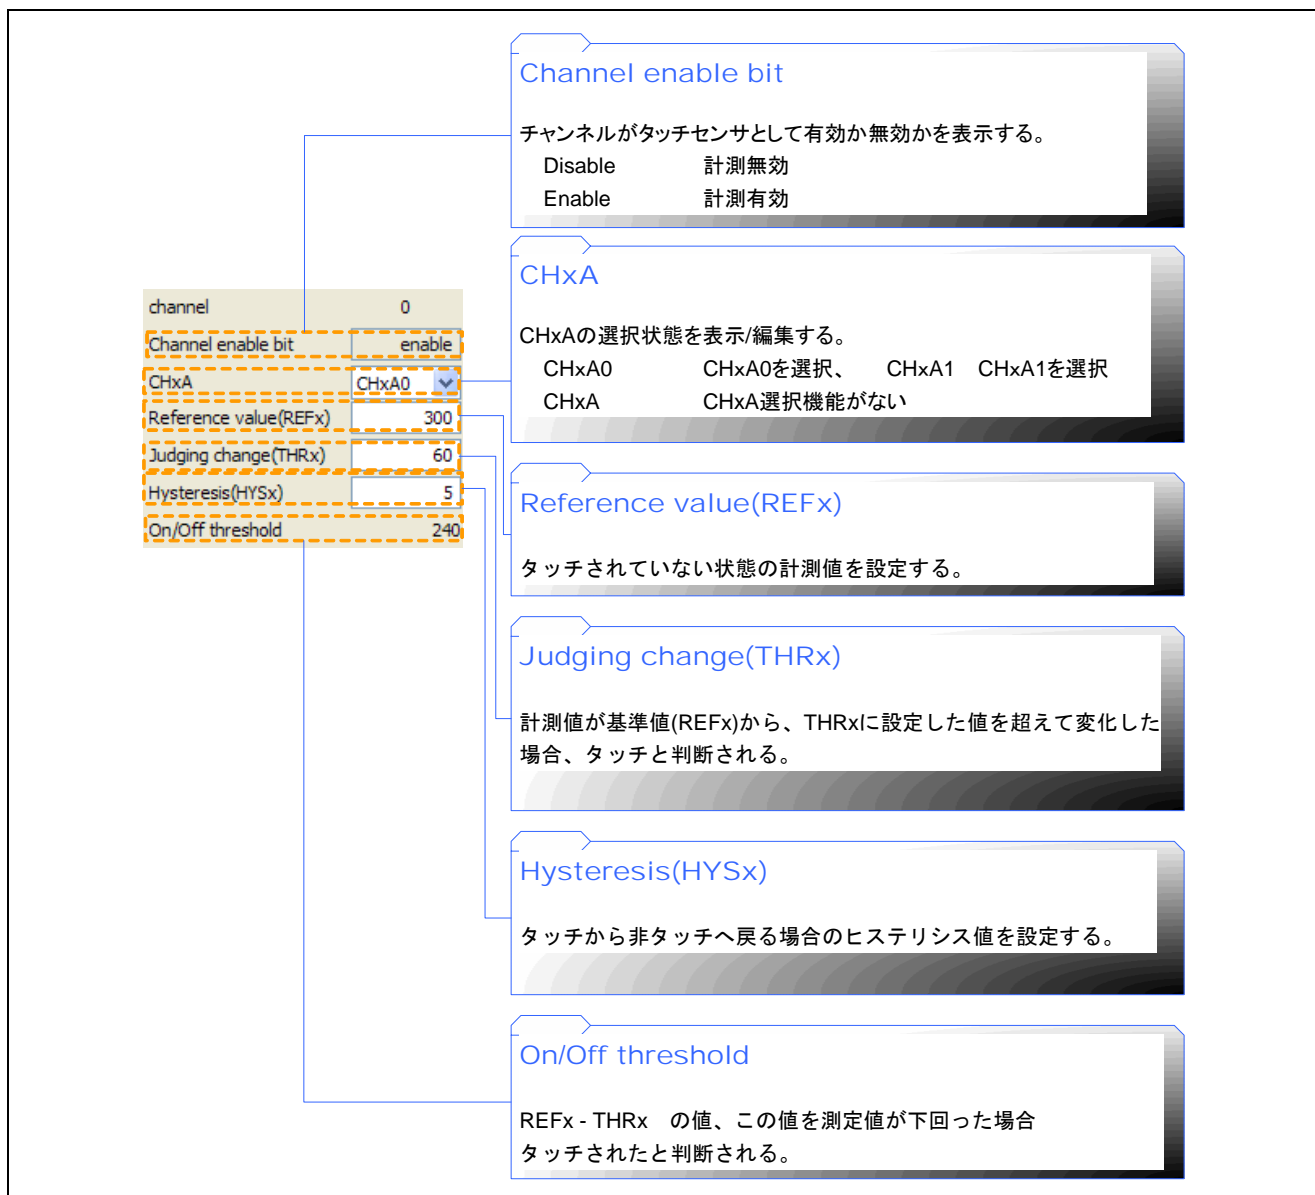 Channel enable bit
チャンネルがタッチセンサとして有効か無効かを表示する。
Disable 計測無効
Enable 計測有効
CHxA
CHxAの選択状態を表示/編集する。
CHxA0 CHxA0を選択、 CHxA1 CHxA1を選択
CHxA CHxA選択機能がない
channel 0
Channel enable bit enable
CHxA CHxA0
Reference value(REFx) 300
Judging change(THRx) 60
Hysteresis(HYSx) 5
On/Off threshold 240
Reference value(REFx)
タッチされていない状態の計測値を設定する。
Judging change(THRx)
計測値が基準値(REFx)から、THRxに設定した値を超えて変化した
場合、タッチと判断される。
Hysteresis(HYSx)
タッチから非タッチへ戻る場合のヒステリシス値を設定する。
On/Off threshold
REFx - THRx の値、この値を測定値が下回った場合
タッチされたと判断される。